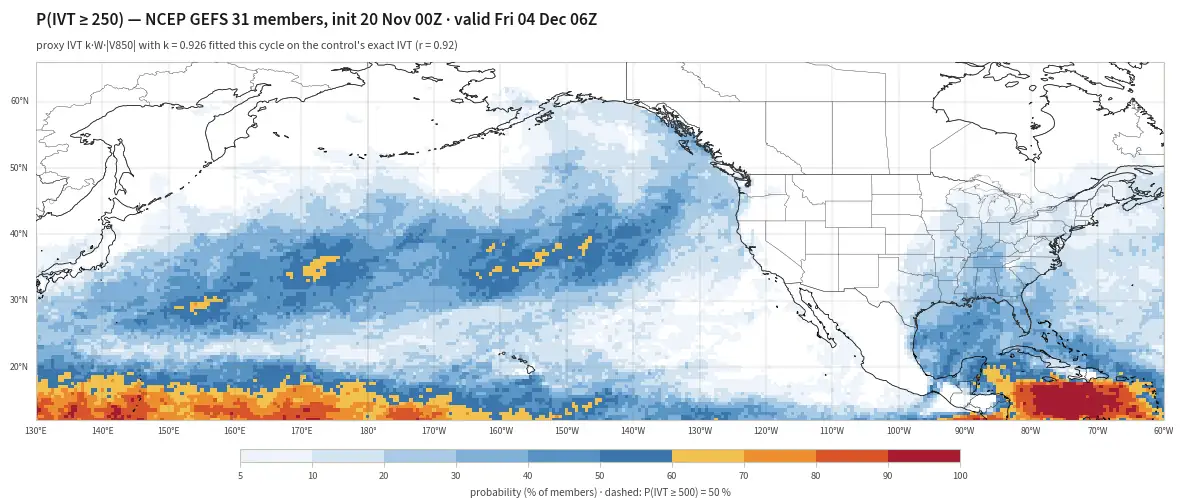 P(IVT ≥ 250) — NCEP GEFS 31 members, init 20 Nov 00Z · valid Fri 04 Dec 06Z
proxy IVT k·W·|V850| with k = 0.926 fitted this cycle on the control's exact IVT (r = 0.92)
60°N
50°N
40°N
30°N
20°N
130°E 140°E 150°E 160°E 170°E 180° 170°W 160°W 150°W 140°W 130°W 120°W 110°W 100°W 90°W 80°W 70°W 60°W
5 10 20 30 40 50 60 70 80 90 100
probability (% of members) · dashed: P(IVT ≥ 500) = 50 %